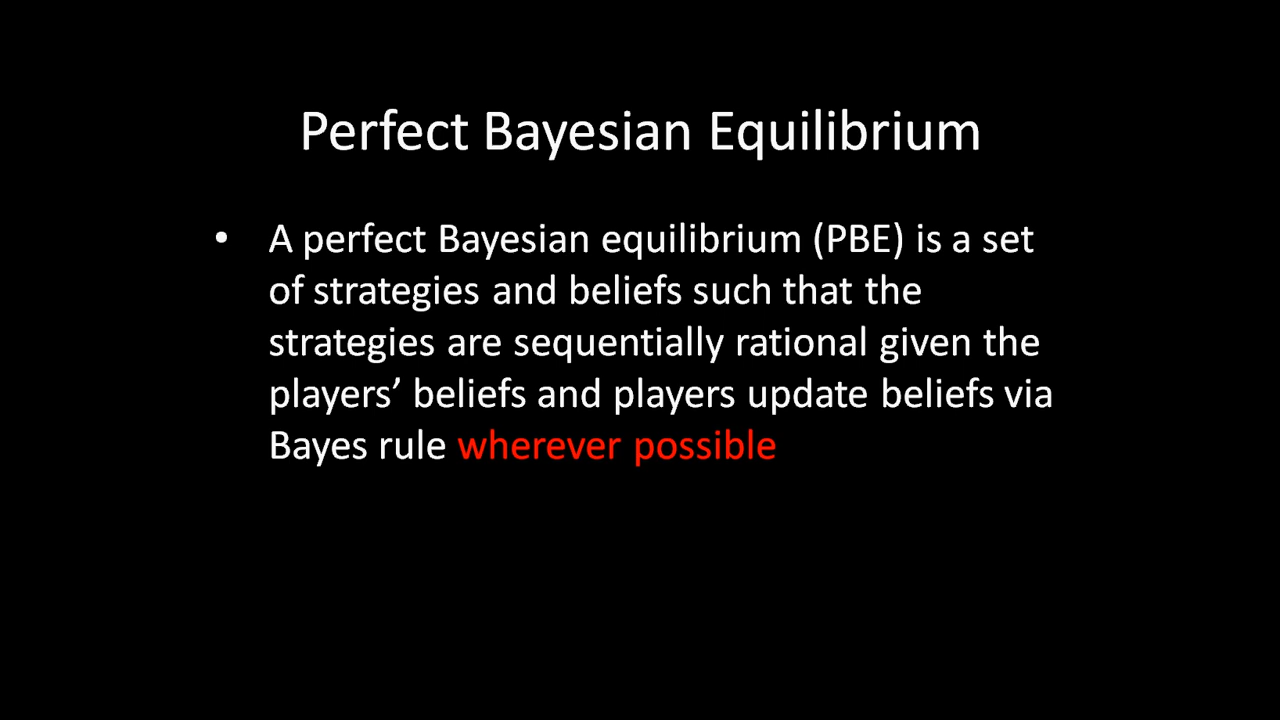 Perfect Bayesian Equilibrium
• A perfect Bayesian equilibrium (PBE) is a set
of strategies and beliefs such that the
strategies are sequentially rational given the
players’ beliefs and players update beliefs via
Bayes rule wherever possible